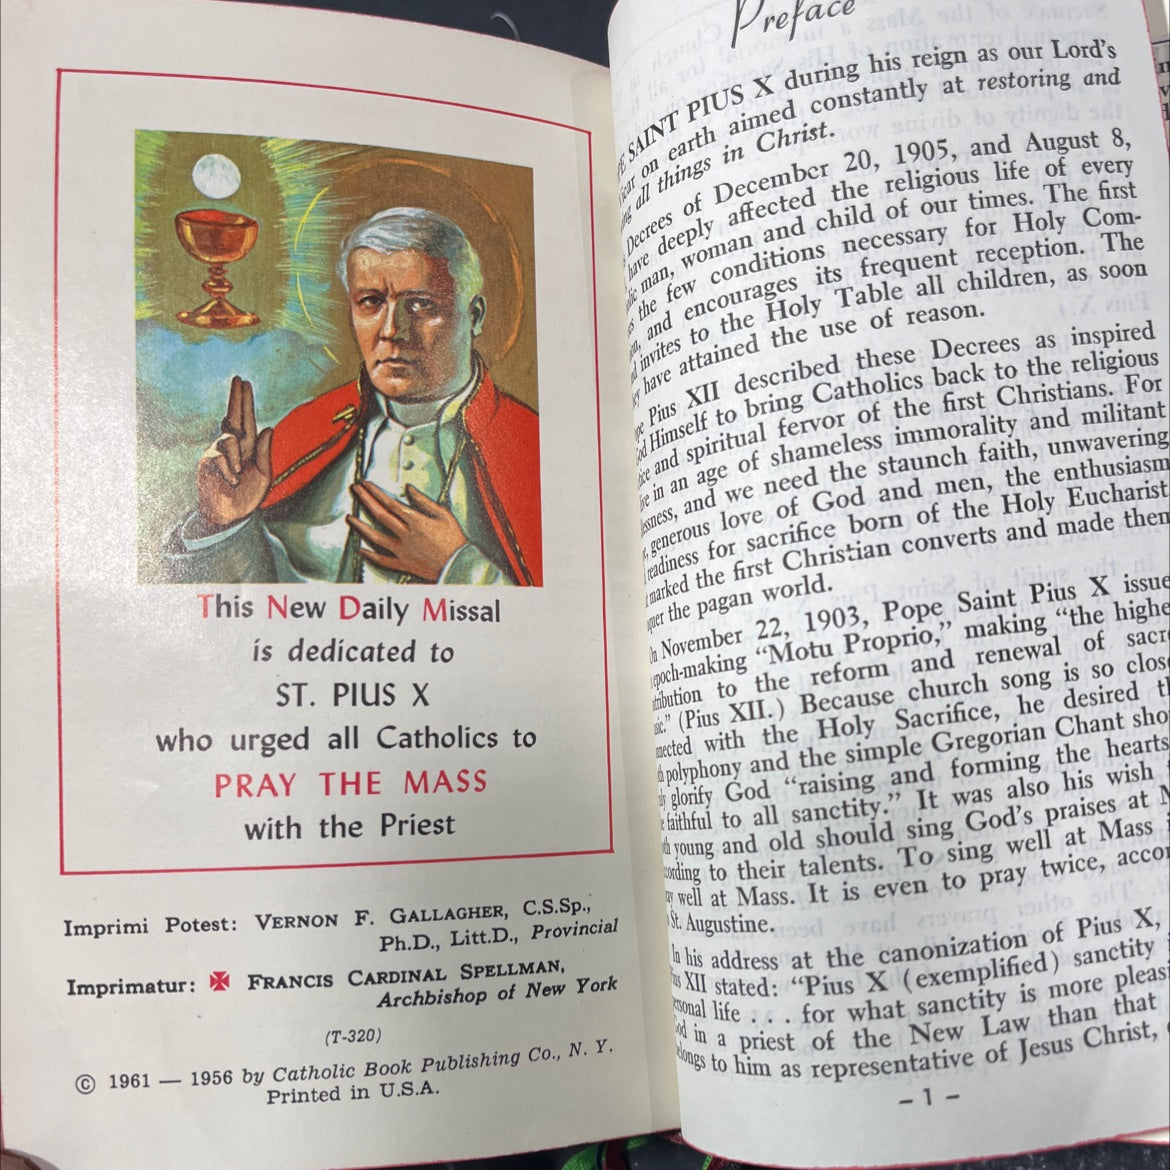 This New Daily Missal
is dedicated to
ST. PIUS X
who urged all Catholics to
PRAY THE MASS
with the Priest
Imprimi Potest: VERNON F. GALLAGHER, C.S.Sp.,
Ph.D., Litt.D., Provincial
Imprimatur: ✠ FRANCIS CARDINAL SPELLMAN,
Archbishop of New York
(T-320)
© 1961 — 1956 by Catholic Book Publishing Co., N. Y.
Printed in U.S.A.
Preface
SAINT PIUS X during his reign as our Lord's
on earth aimed constantly at restoring and
all things in Christ.
Decrees of December 20, 1905, and August 8,
have deeply affected the religious life of every
man, woman and child of our times. The first
the few conditions necessary for Holy Com-
and encourages its frequent reception. The
invites to the Holy Table all children, as soon
have attained the use of reason.
Pius XII described these Decrees as inspired
Himself to bring Catholics back to the religious
and spiritual fervor of the first Christians. For
in an age of shameless immorality and militant
and we need the staunch faith, unwavering
generous love of God and men, the enthusiasm
readiness for sacrifice born of the Holy Eucharist
marked the first Christian converts and made them
the pagan world.
On November 22, 1903, Pope Saint Pius X issue
epoch-making "Motu Proprio," making "the highe
to the reform and renewal of sacr
(Pius XII.) Because church song is so close
with the Holy Sacrifice, he desired th
polyphony and the simple Gregorian Chant sho
glorify God "raising and forming the hearts
faithful to all sanctity." It was also his wish
young and old should sing God's praises at M
to their talents. To sing well at Mass
well at Mass. It is even to pray twice, accor
St. Augustine.
In his address at the canonization of Pius X,
XII stated: "Pius X (exemplified) sanctity
life . . . for what sanctity is more pleasi
in a priest of the New Law than that
belongs to him as representative of Jesus Christ,
– 1 –